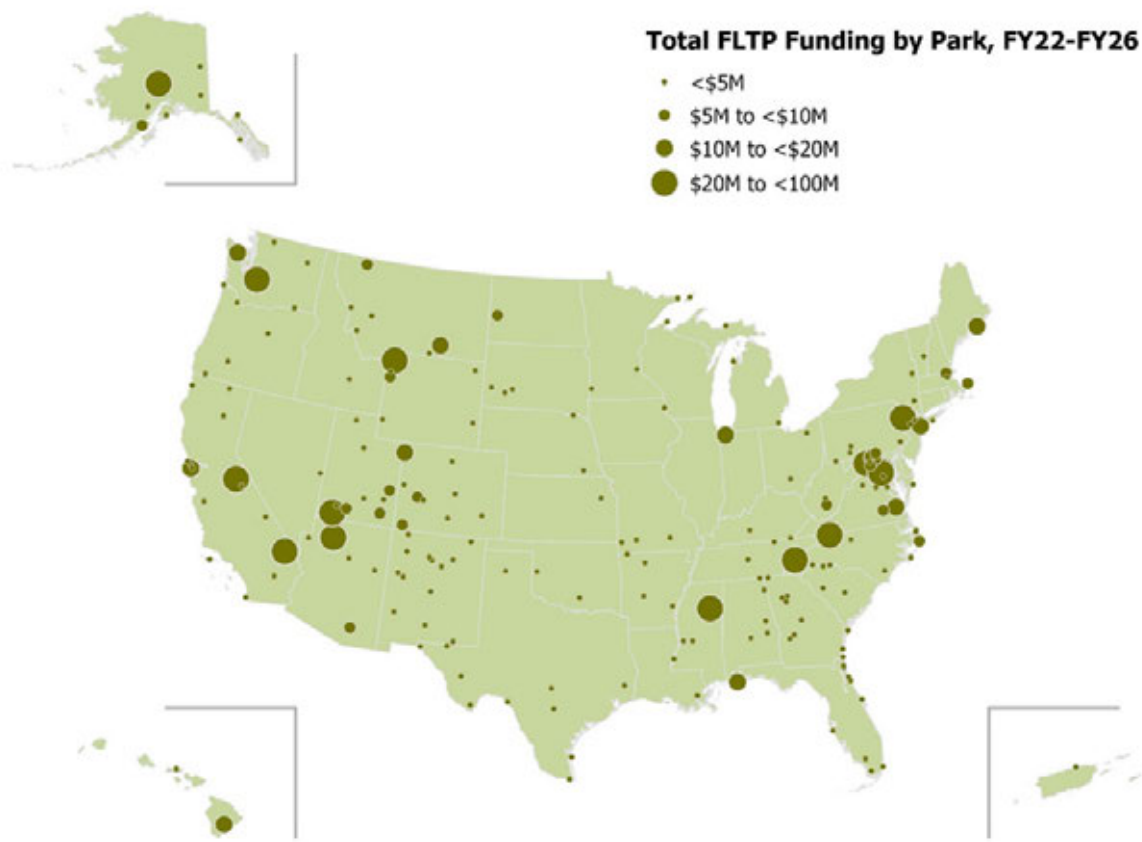 Total FLTP Funding by Park, FY22-FY26
<$5M
$5M to <$10M
$10M to <$20M
$20M to <100M